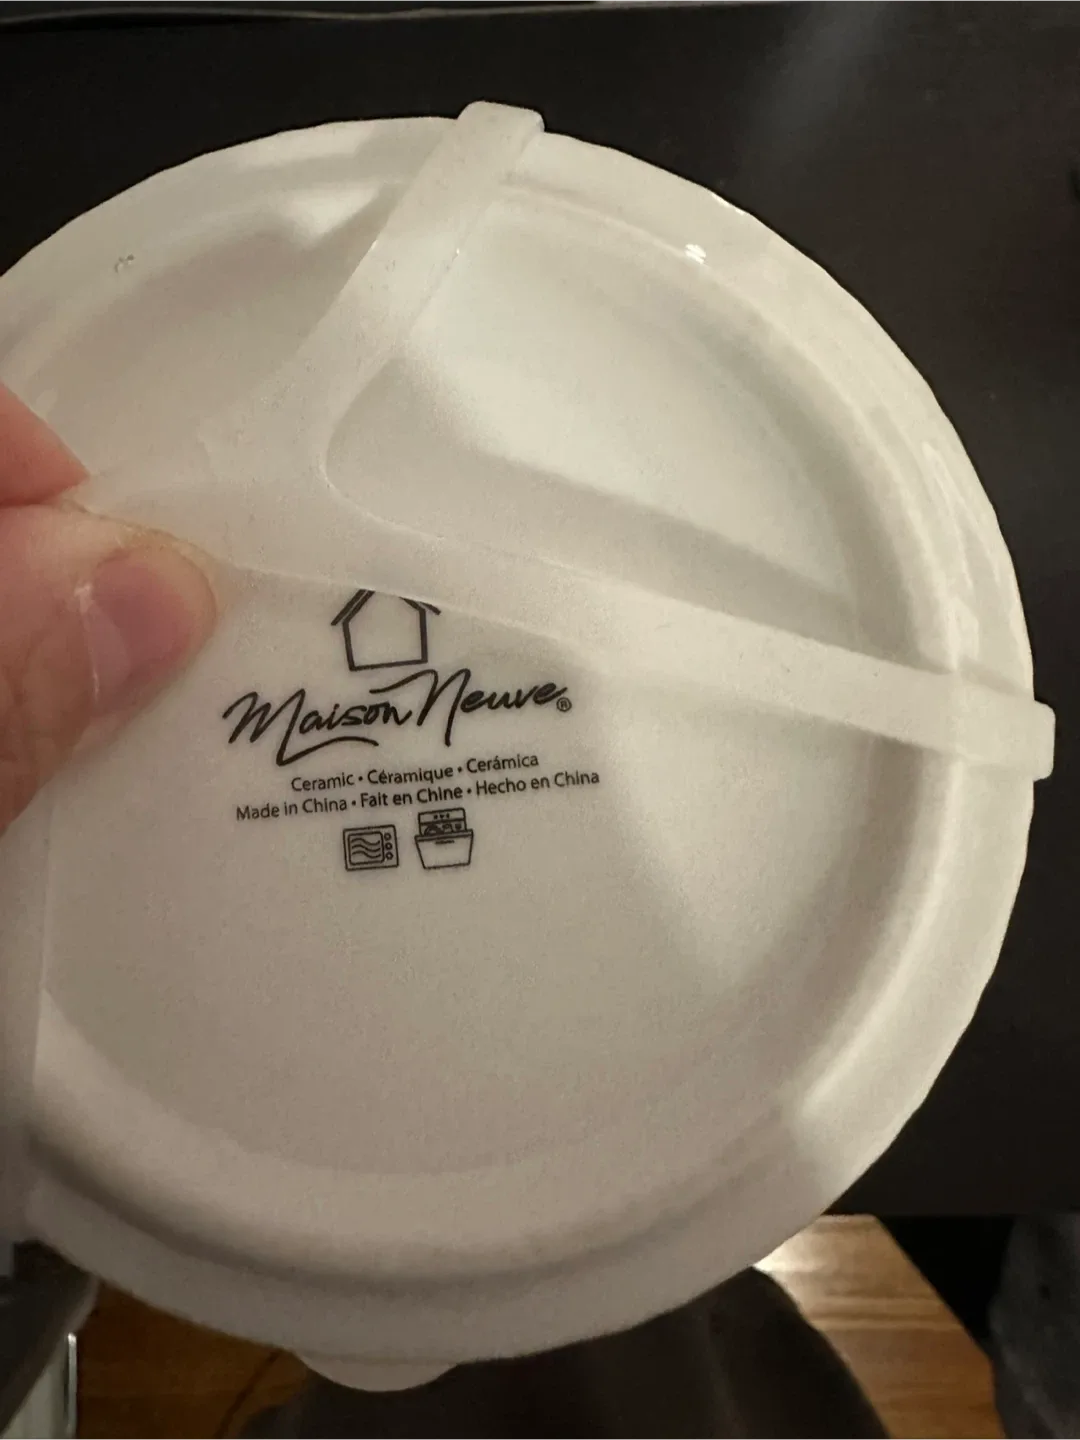 Maison Neuve®
Ceramic • Céramique • Cerámica
Made in China • Fait en Chine • Hecho en China